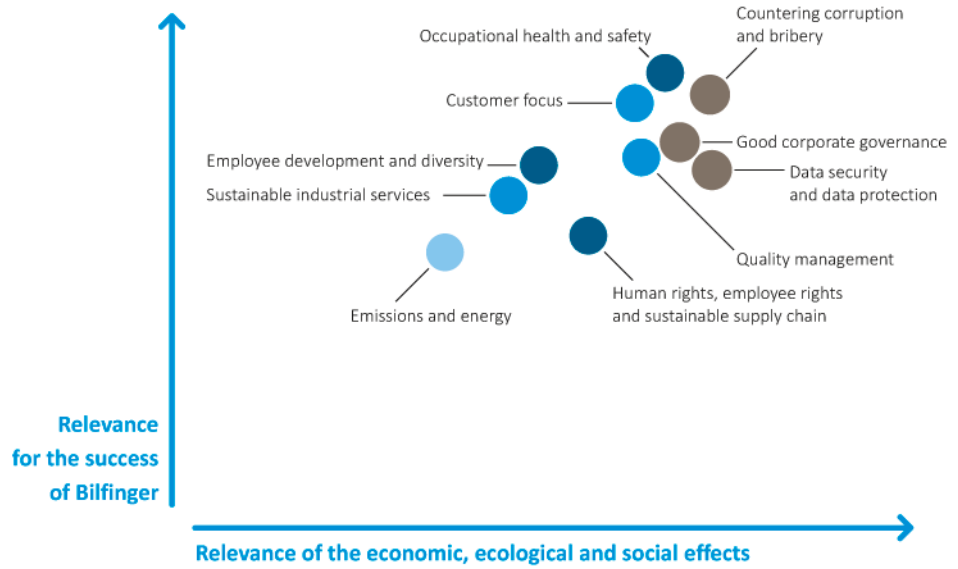 Countering corruption
and bribery
Occupational health and safety
Customer focus
Good corporate governance
Employee development and diversity
Data security
and data protection
Sustainable industrial services
Quality management
Human rights, employee rights
and sustainable supply chain
Emissions and energy
Relevance
for the success
of Bilfinger
Relevance of the economic, ecological and social effects